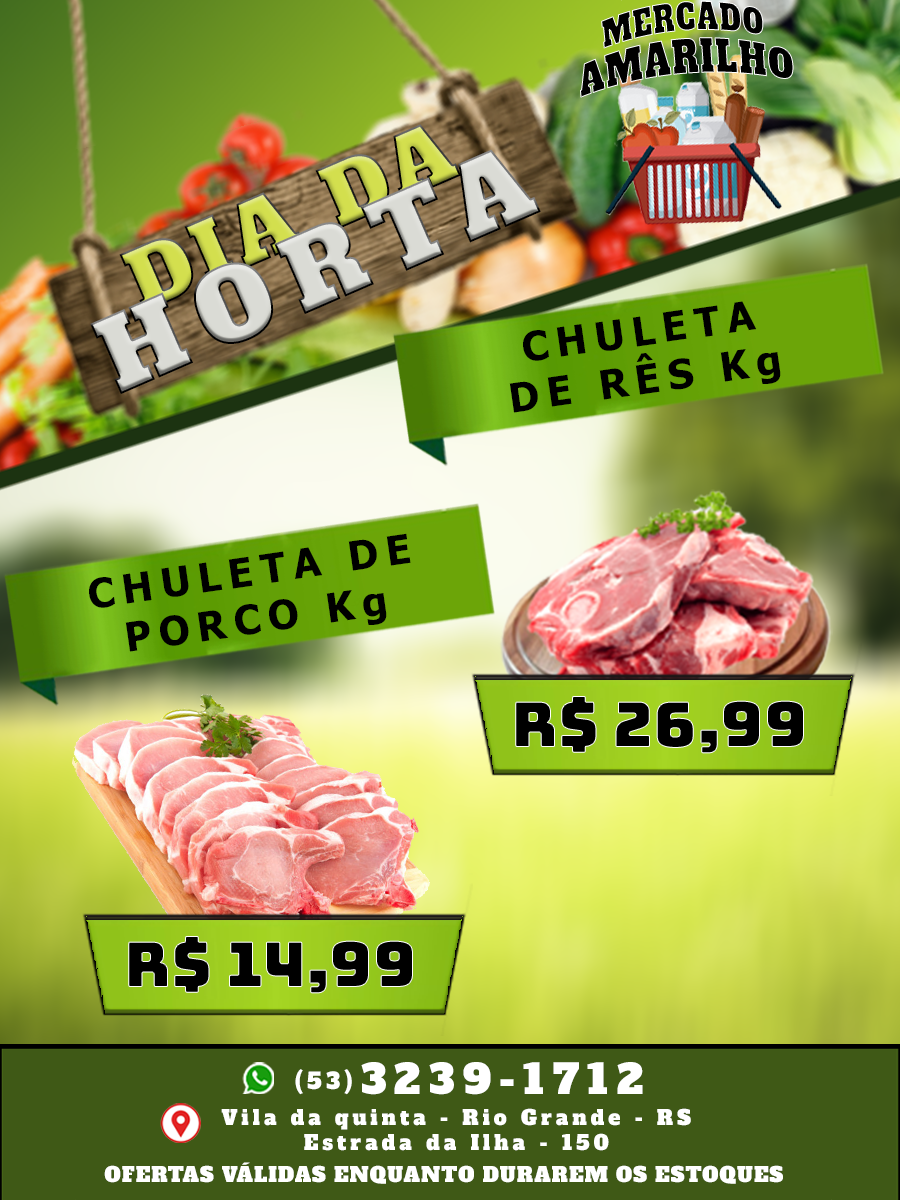 MERCADO
AMARILHO
DIA DA
HORTA
CHULETA
DE RÊS Kg
CHULETA DE
PORCO Kg
R$ 26,99
R$ 14,99
(53)3239-1712
Vila da quinta - Rio Grande - RS
Estrada da Ilha - 150
OFERTAS VÁLIDAS ENQUANTO DURAREM OS ESTOQUES